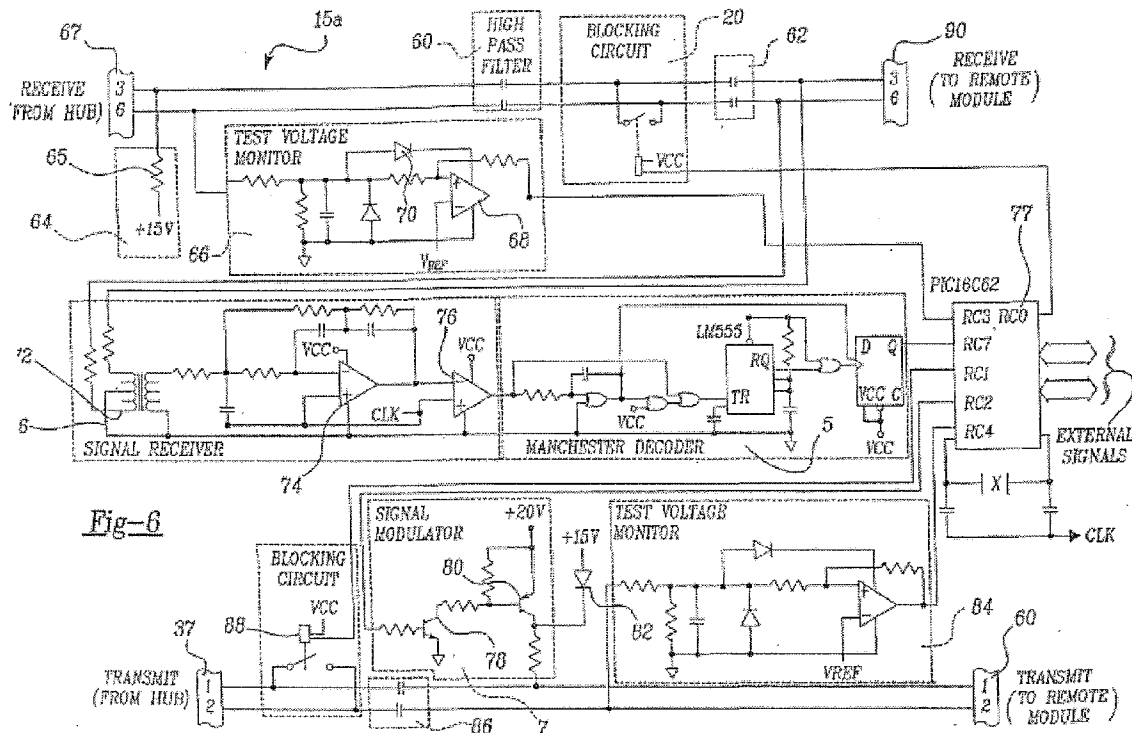 15a
67
60
HIGH
PASS
FILTER
BLOCKING
CIRCUIT
20
62
90
RECEIVE
(FROM HUB)
3
6
3
6
RECEIVE
(TO REMOTE
MODULE
65
+15V
64
TEST VOLTAGE
MONITOR
70
68
66
VREF
VCC
77
PIC16C62
RC3 RC0
RC7
RC1
RC2
RC4
EXTERNAL
SIGNALS
X
CLK
'2
6
VCC
76
VCC
CLK
74
SIGNAL RECEIVER
LM555
RQ
TR
VCC
D Q
VCC C
VCC
MANCHESTER DECODER
5
Fig-6
SIGNAL
MODULATOR
+20V
80
78
+15V
82
7
TEST VOLTAGE
MONITOR
VREF
84
BLOCKING
CIRCUIT
VCC
88
37
TRANSMIT
(FROM HUB)
1
2
86
60
1
2
TRANSMIT
(TO REMOTE
MODULE